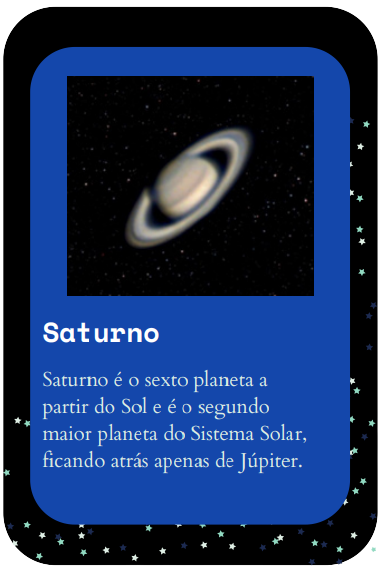 Saturno
Saturno é o sexto planeta a
partir do Sol e é o segundo
maior planeta do Sistema Solar,
ficando atrás apenas de Júpiter.